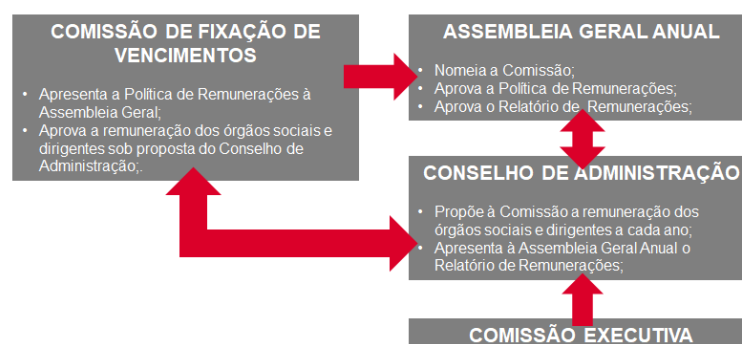 COMISSÃO DE FIXAÇÃO DE
VENCIMENTOS
• Apresenta a Política de Remunerações à
Assembleia Geral;
• Aprova a remuneração dos órgãos sociais e
dirigentes sob proposta do Conselho de
Administração;.
ASSEMBLEIA GERAL ANUAL
• Nomeia a Comissão;
• Aprova a Política de Remunerações;
• Aprova o Relatório de Remunerações;
CONSELHO DE ADMINISTRAÇÃO
• Propõe à Comissão a remuneração dos
órgãos sociais e dirigentes a cada ano;
• Apresenta à Assembleia Geral Anual o
Relatório de Remunerações;
COMISSÃO EXECUTIVA